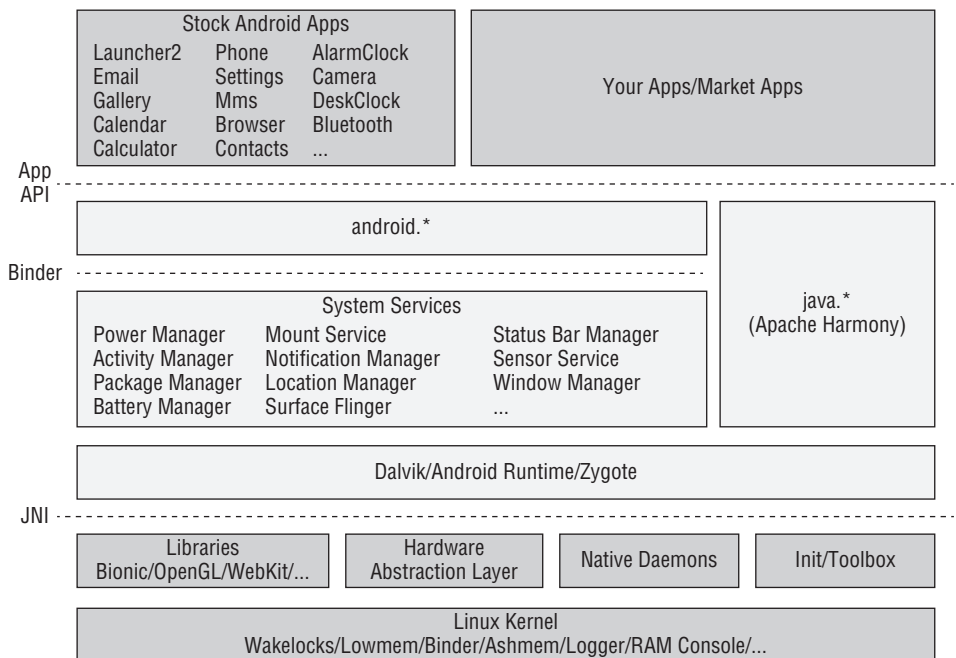 Stock Android Apps
Launcher2 Phone AlarmClock
Email Settings Camera
Gallery Mms DeskClock
Calendar Browser Bluetooth
Calculator Contacts ...
Your Apps/Market Apps
App
API
android.*
Binder
System Services
Power Manager Mount Service Status Bar Manager
Activity Manager Notification Manager Sensor Service
Package Manager Location Manager Window Manager
Battery Manager Surface Flinger ...
java.*
(Apache Harmony)
Dalvik/Android Runtime/Zygote
JNI
Libraries
Bionic/OpenGL/WebKit/...
Hardware
Abstraction Layer
Native Daemons
Init/Toolbox
Linux Kernel
Wakelocks/Lowmem/Binder/Ashmem/Logger/RAM Console/...